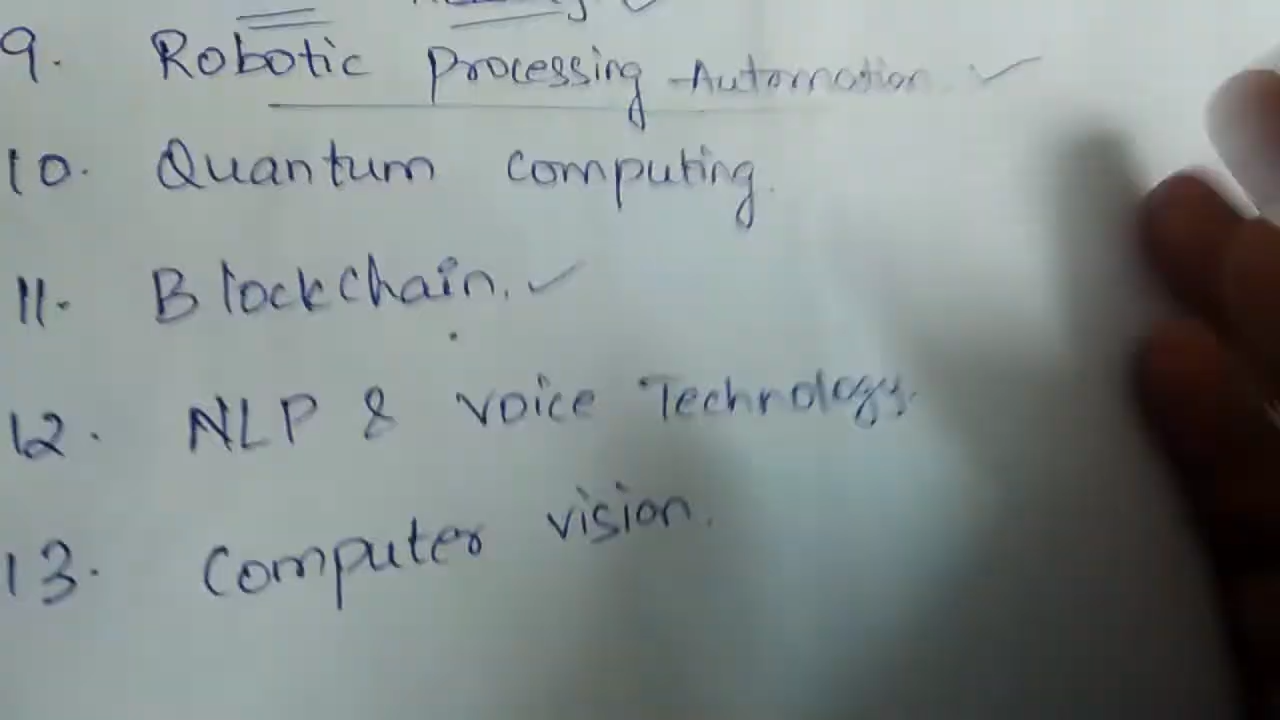 9. Robotic Processing Automation. ✓
10. Quantum computing.
11. Blockchain. ✓
12. NLP & voice Technology.
13. Computer vision.